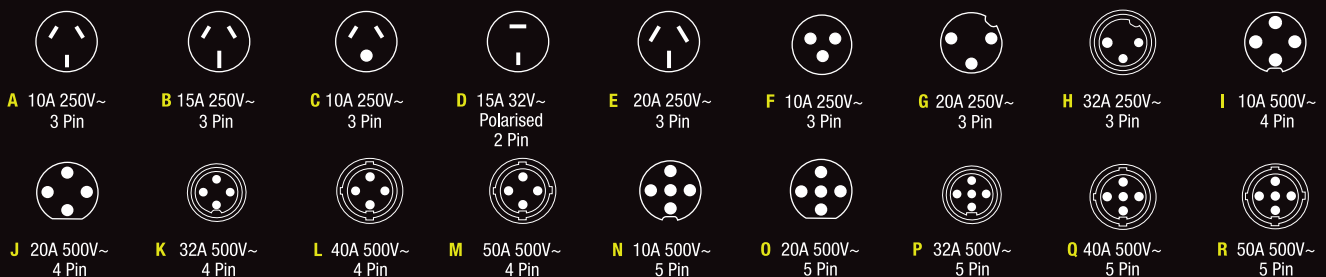 A 10A 250V~ B 15A 250V~ C 10A 250V~ D 15A 32V~ E 20A 250V~ F 10A 250V~ G 20A 250V~ H 32A 250V~ I 10A 500V~
3 Pin 3 Pin 3 Pin Polarised 3 Pin 3 Pin 3 Pin 3 Pin 4 Pin
2 Pin
J 20A 500V~ K 32A 500V~ L 40A 500V~ M 50A 500V~ N 10A 500V~ O 20A 500V~ P 32A 500V~ Q 40A 500V~ R 50A 500V~
4 Pin 4 Pin 4 Pin 4 Pin 5 Pin 5 Pin 5 Pin 5 Pin 5 Pin